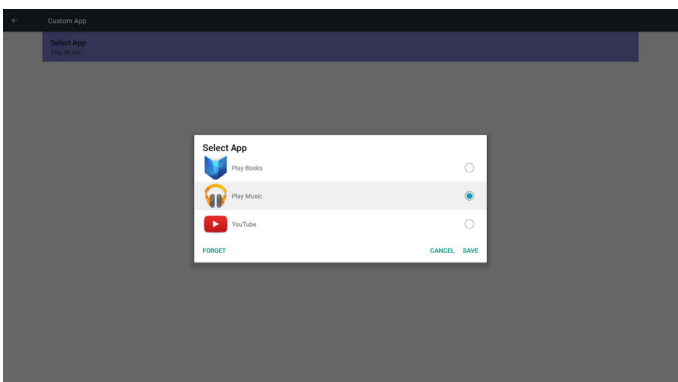 Custom App
Select App
Play Music
Select App
Play Books
Play Music
YouTube
FORGET
CANCEL SAVE